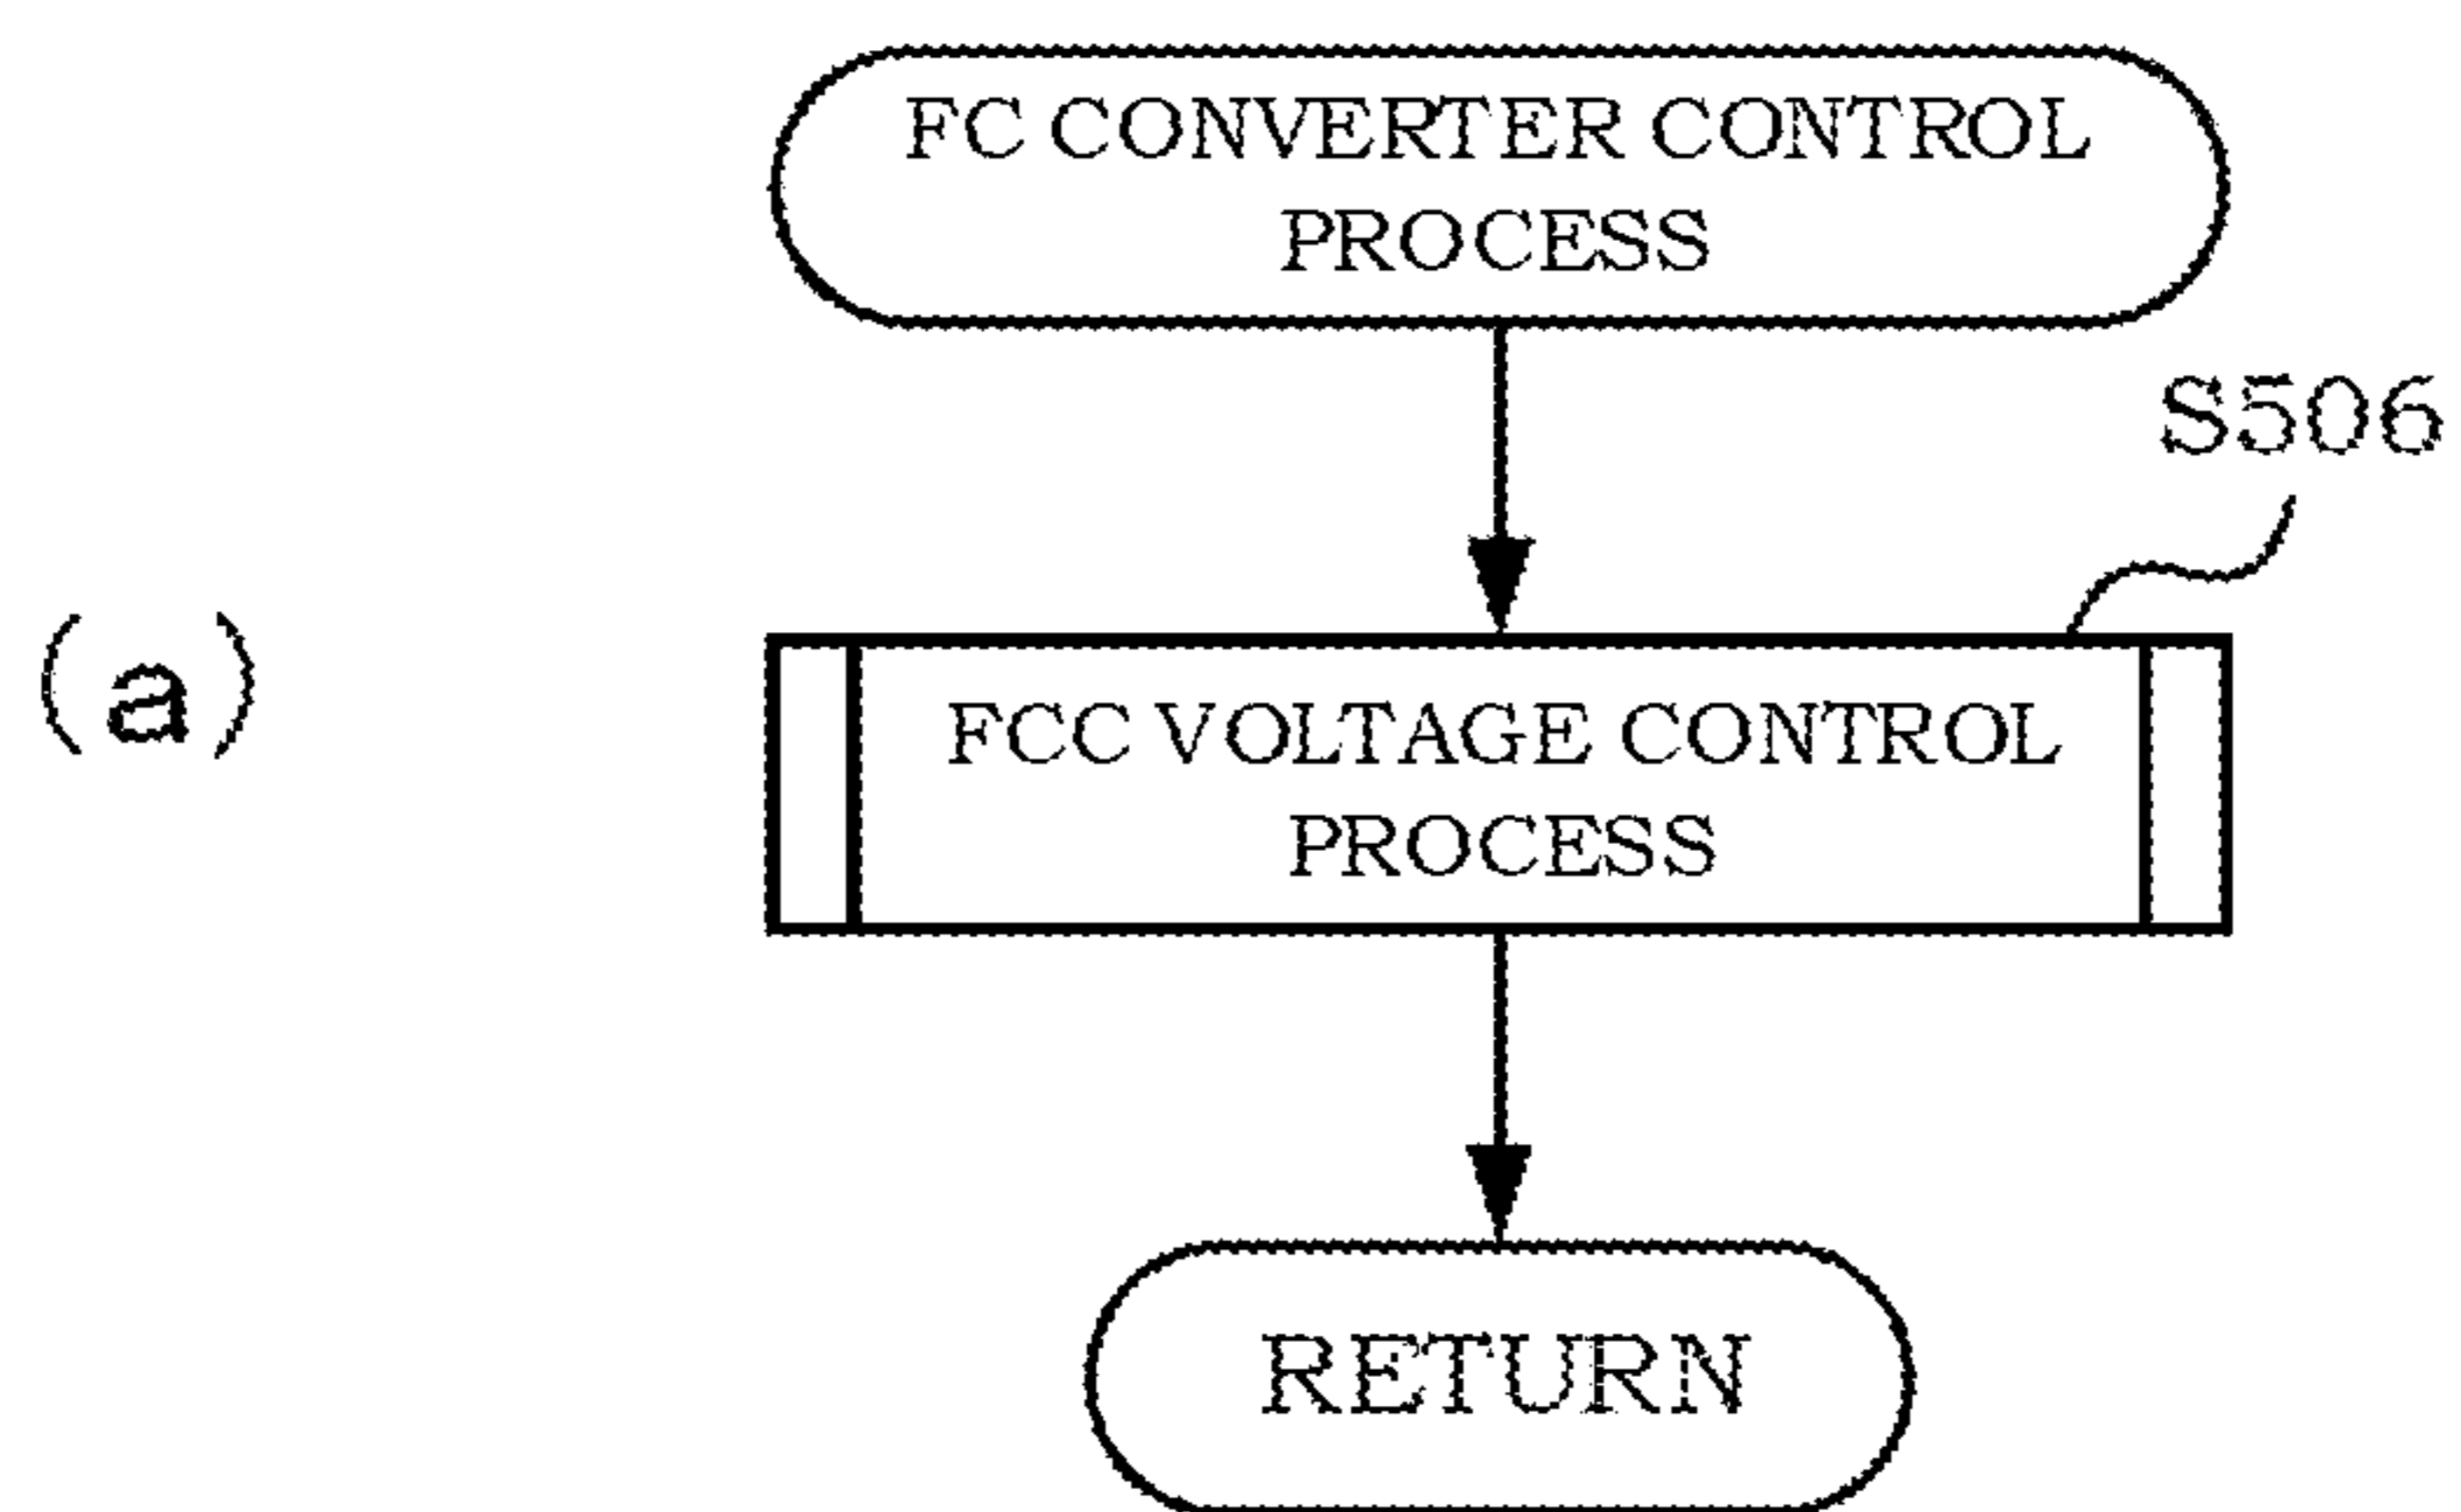 FC CONVERTER CONTROL
PROCESS
S506
(a)
FCC VOLTAGE CONTROL
PROCESS
RETURN